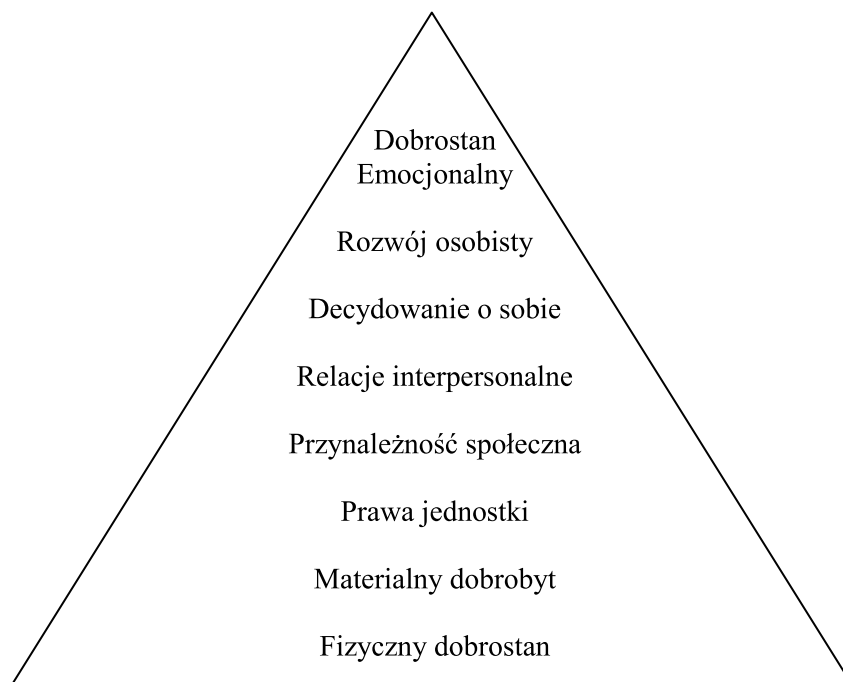 Dobrostan
Emocjonalny
Rozwój osobisty
Decydowanie o sobie
Relacje interpersonalne
Przynależność społeczna
Prawa jednostki
Materialny dobrobyt
Fizyczny dobrostan